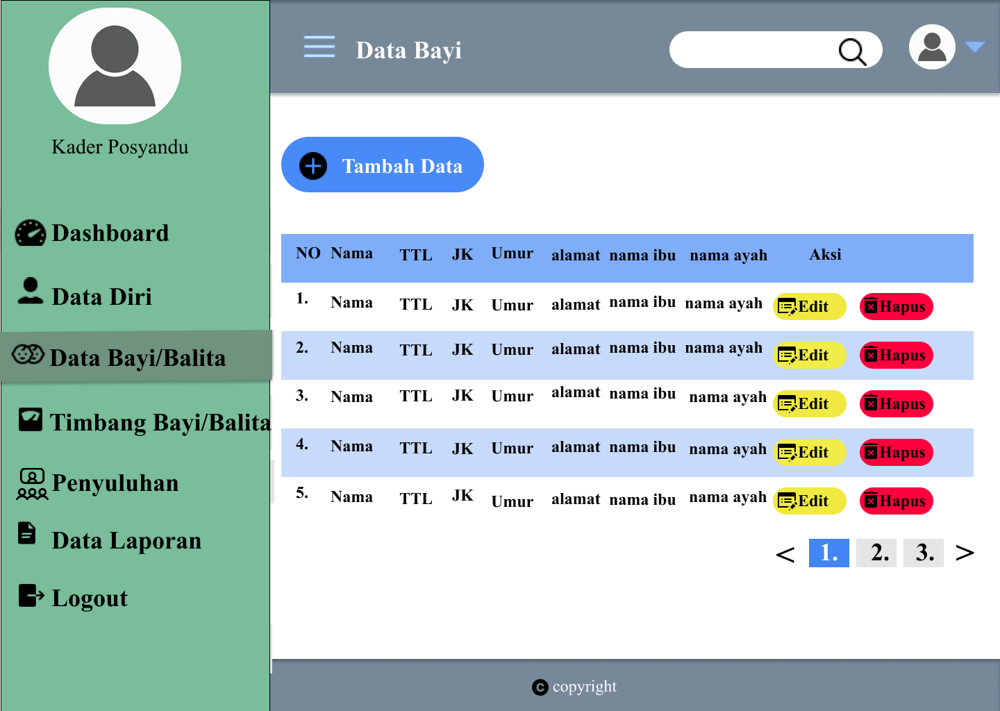 Kader Posyandu
Dashboard
Data Diri
Data Bayi/Balita
Timbang Bayi/Balita
Penyuluhan
Data Laporan
Logout
Data Bayi
Tambah Data
NO Nama TTL JK Umur alamat nama ibu nama ayah Aksi
1. Nama TTL JK Umur alamat nama ibu nama ayah Edit Hapus
2. Nama TTL JK Umur alamat nama ibu nama ayah Edit Hapus
3. Nama TTL JK Umur alamat nama ibu nama ayah Edit Hapus
4. Nama TTL JK Umur alamat nama ibu nama ayah Edit Hapus
5. Nama TTL JK Umur alamat nama ibu nama ayah Edit Hapus
< 1. 2. 3. >
© copyright